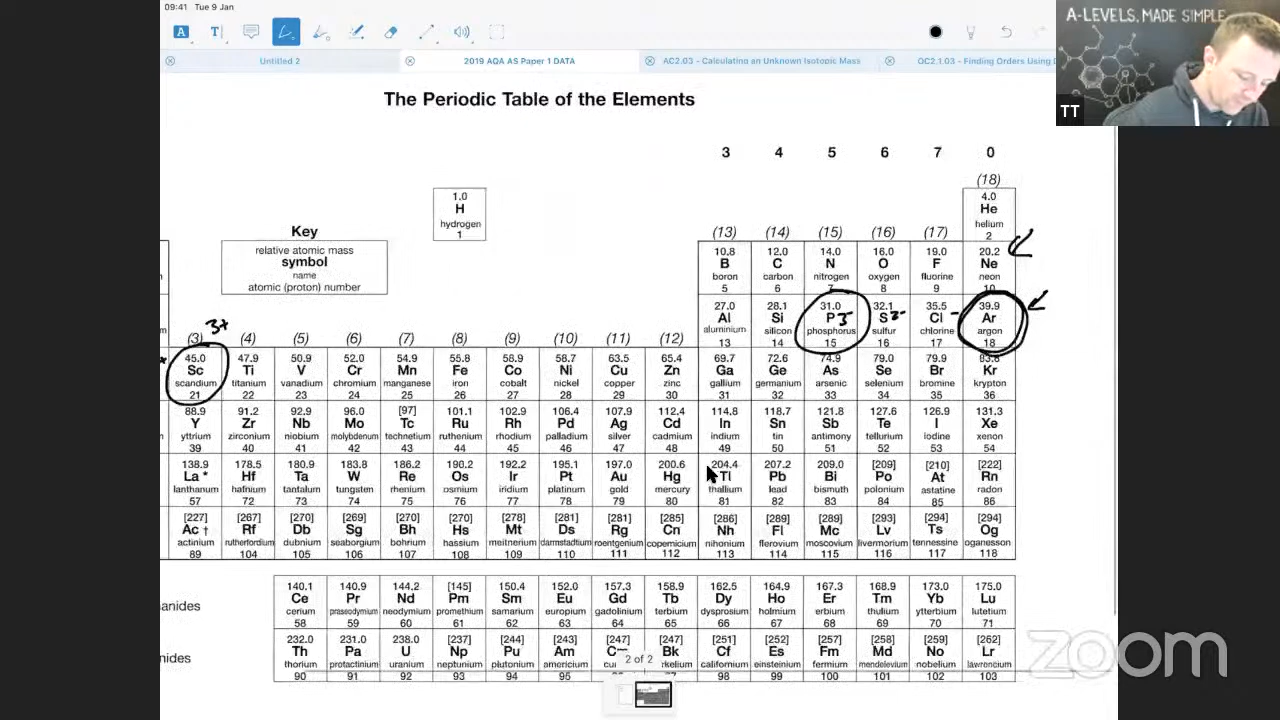 09:41 Tue 9 Jan
A-LEVELS, MADE SIMPLE
TT
Untitled 2
2019 AQA AS Paper 1 DATA
AC2.03 - Calculating an Unknown Isotopic Mass
OC2.1.03 - Finding Orders Using D
The Periodic Table of the Elements
3 4 5 6 7 0
(18)
1.0 4.0
H He
hydrogen helium
1 2
Key
(13) (14) (15) (16) (17)
relative atomic mass
symbol
name
atomic (proton) number
10.8 12.0 14.0 16.0 19.0 20.2
B C N O F Ne
boron carbon nitrogen oxygen fluorine neon
5 6 7 8 9 10
27.0 28.1 31.0 32.1 35.5 39.9
Al Si P 3- S 2- Cl - Ar
aluminium silicon phosphorus sulfur chlorine argon
13 14 15 16 17 18
3+
(3) (4) (5) (6) (7) (8) (9) (10) (11) (12)
45.0 47.9 50.9 52.0 54.9 55.8 58.9 58.7 63.5 65.4 69.7 72.6 74.9 79.0 79.9 83.8
Sc Ti V Cr Mn Fe Co Ni Cu Zn Ga Ge As Se Br Kr
scandium titanium vanadium chromium manganese iron cobalt nickel copper zinc gallium germanium arsenic selenium bromine krypton
21 22 23 24 25 26 27 28 29 30 31 32 33 34 35 36
88.9 91.2 92.9 96.0 [97] 101.1 102.9 106.4 107.9 112.4 114.8 118.7 121.8 127.6 126.9 131.3
Y Zr Nb Mo Tc Ru Rh Pd Ag Cd In Sn Sb Te I Xe
yttrium zirconium niobium molybdenum technetium ruthenium rhodium palladium silver cadmium indium tin antimony tellurium iodine xenon
39 40 41 42 43 44 45 46 47 48 49 50 51 52 53 54
138.9 178.5 180.9 183.8 186.2 190.2 192.2 195.1 197.0 200.6 204.4 207.2 209.0 [209] [210] [222]
La * Hf Ta W Re Os Ir Pt Au Hg Tl Pb Bi Po At Rn
lanthanum hafnium tantalum tungsten rhenium osmium iridium platinum gold mercury thallium lead bismuth polonium astatine radon
57 72 73 74 75 76 77 78 79 80 81 82 83 84 85 86
[227] [267] [270] [269] [270] [270] [278] [281] [281] [285] [286] [289] [289] [293] [294] [294]
Ac † Rf Db Sg Bh Hs Mt Ds Rg Cn Nh Fl Mc Lv Ts Og
actinium rutherfordium dubnium seaborgium bohrium hassium meitnerium darmstadtium roentgenium copernicium nihonium flerovium moscovium livermorium tennessine oganesson
89 104 105 106 107 108 109 110 111 112 113 114 115 116 117 118
140.1 140.9 144.2 [145] 150.4 152.0 157.3 158.9 162.5 164.9 167.3 168.9 173.0 175.0
anides Ce Pr Nd Pm Sm Eu Gd Tb Dy Ho Er Tm Yb Lu
cerium praseodymium neodymium promethium samarium europium gadolinium terbium dysprosium holmium erbium thulium ytterbium lutetium
58 59 60 61 62 63 64 65 66 67 68 69 70 71
232.0 231.0 238.0 [237] [244] [243] [247] [247] [251] [252] [257] [258] [259] [262]
nides Th Pa U Np Pu Am C Bk Cf Es Fm Md No Lr
thorium protactinium uranium neptunium plutonium americium cu 2 of 2 rkelium californium einsteinium fermium mendelevium nobelium lawrencium
90 91 92 93 94 95 98 99 100 101 102 103
zoom